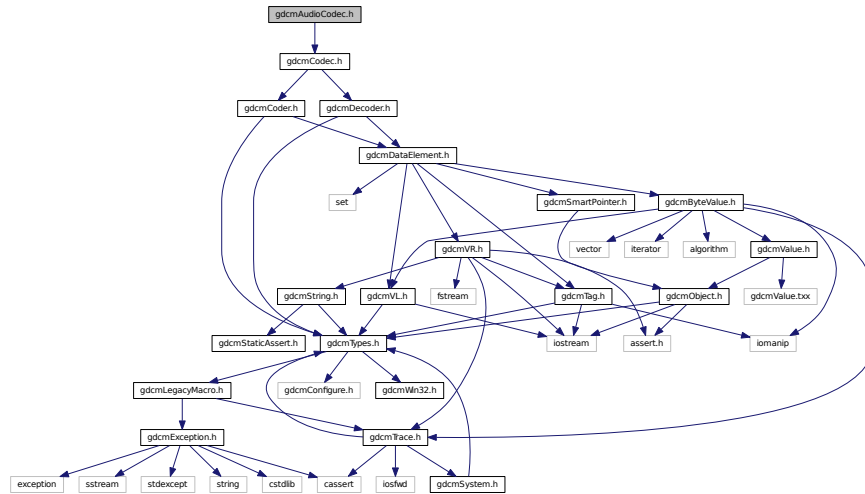 gdcmAudioCodec.h
gdcmCodec.h
gdcmCoder.h
gdcmDecoder.h
gdcmDataElement.h
set
gdcmSmartPointer.h
gdcmByteValue.h
gdcmVR.h
vector
iterator
algorithm
gdcmValue.h
gdcmString.h
gdcmVL.h
fstream
gdcmTag.h
gdcmObject.h
gdcmValue.txx
gdcmStaticAssert.h
gdcmTypes.h
iostream
assert.h
iomanip
gdcmLegacyMacro.h
gdcmConfigure.h
gdcmWin32.h
gdcmException.h
gdcmTrace.h
exception
sstream
stdexcept
string
cstdlib
cassert
iosfwd
gdcmSystem.h